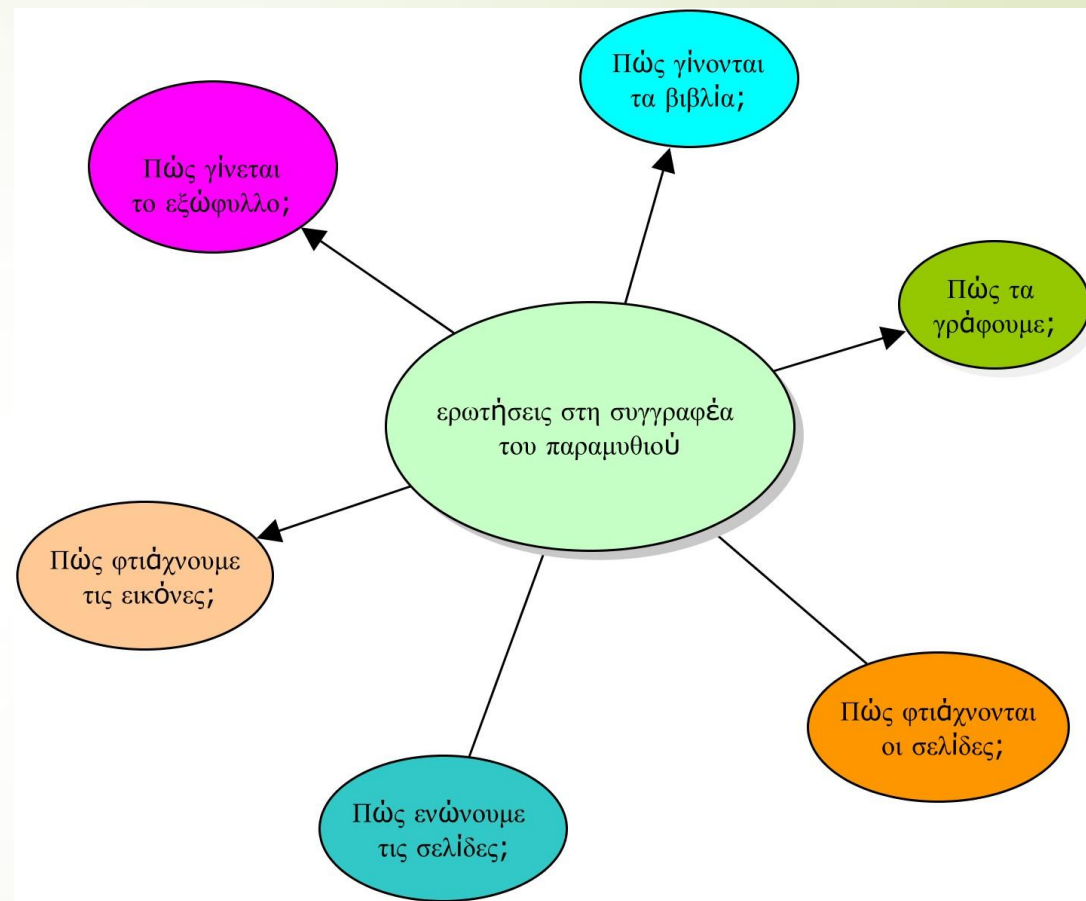 Πώς γίνονται
τα βιβλία;
Πώς γίνεται
το εξώφυλλο;
Πώς τα
γράφουμε;
ερωτήσεις στη συγγραφέα
του παραμυθιού
Πώς φτιάχνουμε
τις εικόνες;
Πώς φτιάχνονται
οι σελίδες;
Πώς ενώνουμε
τις σελίδες;